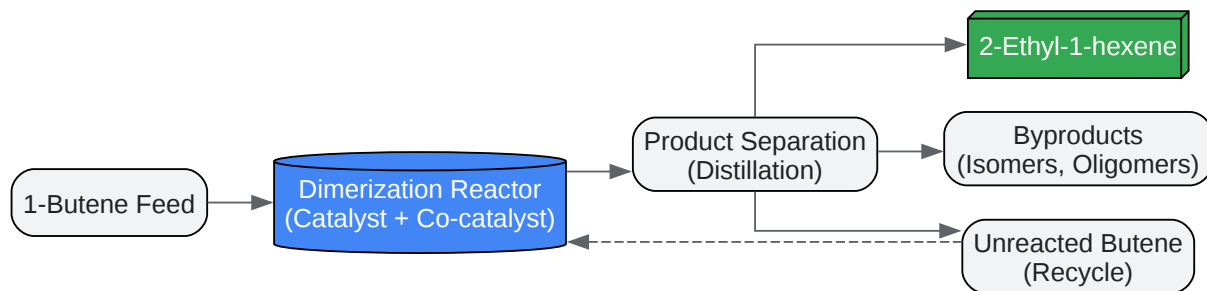 1-Butene Feed
Dimerization Reactor
(Catalyst + Co-catalyst)
Product Separation
(Distillation)
2-Ethyl-1-hexene
Byproducts
(Isomers, Oligomers)
Unreacted Butene
(Recycle)